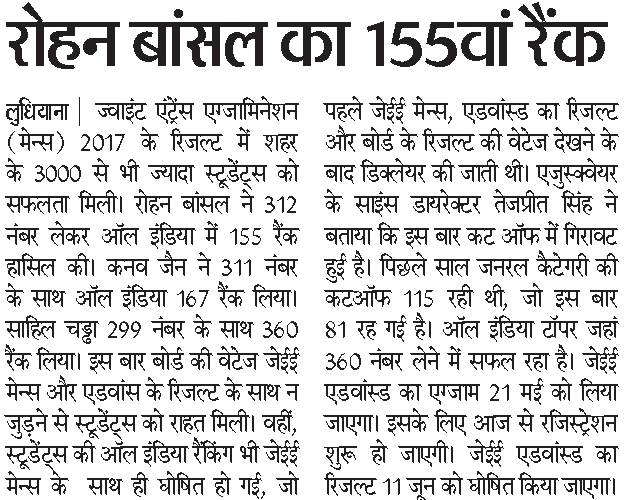 रोहन बांसल का 155वां रैंक
लुधियाना | ज्वाइंट एंट्रेंस एग्जामिनेशन
(मेन्स) 2017 के रिजल्ट में शहर
के 3000 से भी ज्यादा स्टूडेंट्स को
सफलता मिली। रोहन बांसल ने 312
नंबर लेकर ऑल इंडिया में 155 रैंक
हासिल की। कनव जैन ने 311 नंबर
के साथ ऑल इंडिया 167 रैंक लिया।
साहिल चड्ढा 299 नंबर के साथ 360
रैंक लिया। इस बार बोर्ड की वेटेज जेईई
मेन्स और एडवांस के रिजल्ट के साथ न
जुड़ने से स्टूडेंट्स को राहत मिली। वहीं,
स्टूडेंट्स की ऑल इंडिया रैंकिंग भी जेईई
मेन्स के साथ ही घोषित हो गई, जो
पहले जेईई मेन्स, एडवांस्ड का रिजल्ट
और बोर्ड के रिजल्ट की वेटेज देखने के
बाद डिक्लेयर की जाती थी। एजुस्क्वेयर
के साइंस डायरेक्टर तेजप्रीत सिंह ने
बताया कि इस बार कट ऑफ में गिरावट
हुई है। पिछले साल जनरल कैटेगरी की
कटऑफ 115 रही थी, जो इस बार
81 रह गई है। ऑल इंडिया टॉपर जहां
360 नंबर लेने में सफल रहा है। जेईई
एडवांस्ड का एग्जाम 21 मई को लिया
जाएगा। इसके लिए आज से रजिस्ट्रेशन
शुरू हो जाएगी। जेईई एडवांस्ड का
रिजल्ट 11 जून को घोषित किया जाएगा।